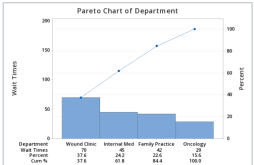 Pareto Chart of Department
200
150
100
50
0
100
80
60
40
20
0
Wait Times
Percent
Department Wound Clinic Internal Med Family Practice Oncology
Wait Times 70 45 42 29
Percent 37.6 24.2 22.6 15.6
Cum % 37.6 61.8 84.4 100.0